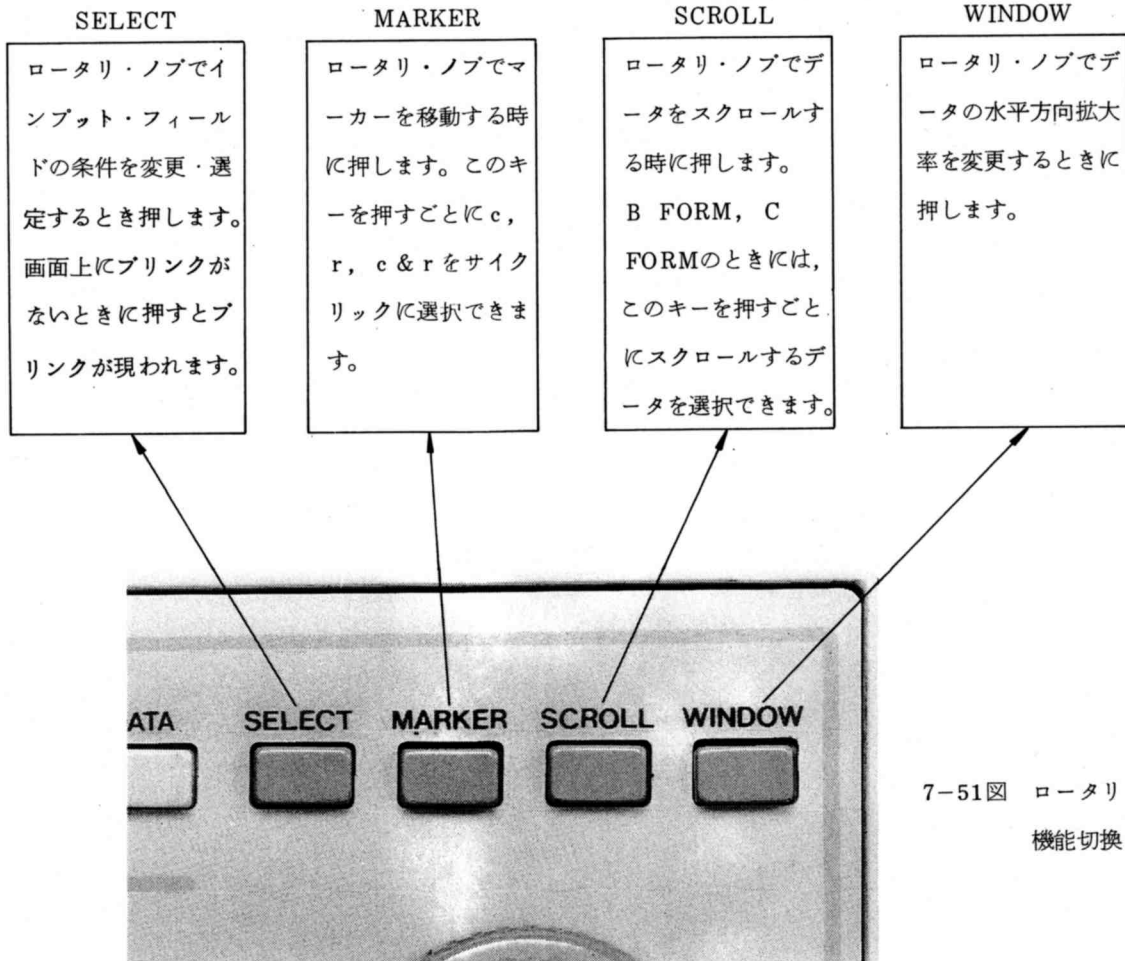 SELECT
ロータリ・ノブでイ
ンプット・フィール
ドの条件を変更・選
定するとき押します。
画面上にブリンクが
ないときに押すとブ
リンクが現われます。
MARKER
ロータリ・ノブでマ
ーカーを移動する時
に押します。このキ
ーを押すごとにc,
r, c&rをサイク
リックに選択できま
す。
SCROLL
ロータリ・ノブでデ
ータをスクロールす
る時に押します。
B FORM, C
FORMのときには,
このキーを押すごと
にスクロールするデ
ータを選択できます。
WINDOW
ロータリ・ノブでデ
ータの水平方向拡大
率を変更するときに
押します。
ATA SELECT MARKER SCROLL WINDOW
7-51図 ロータリ
機能切換